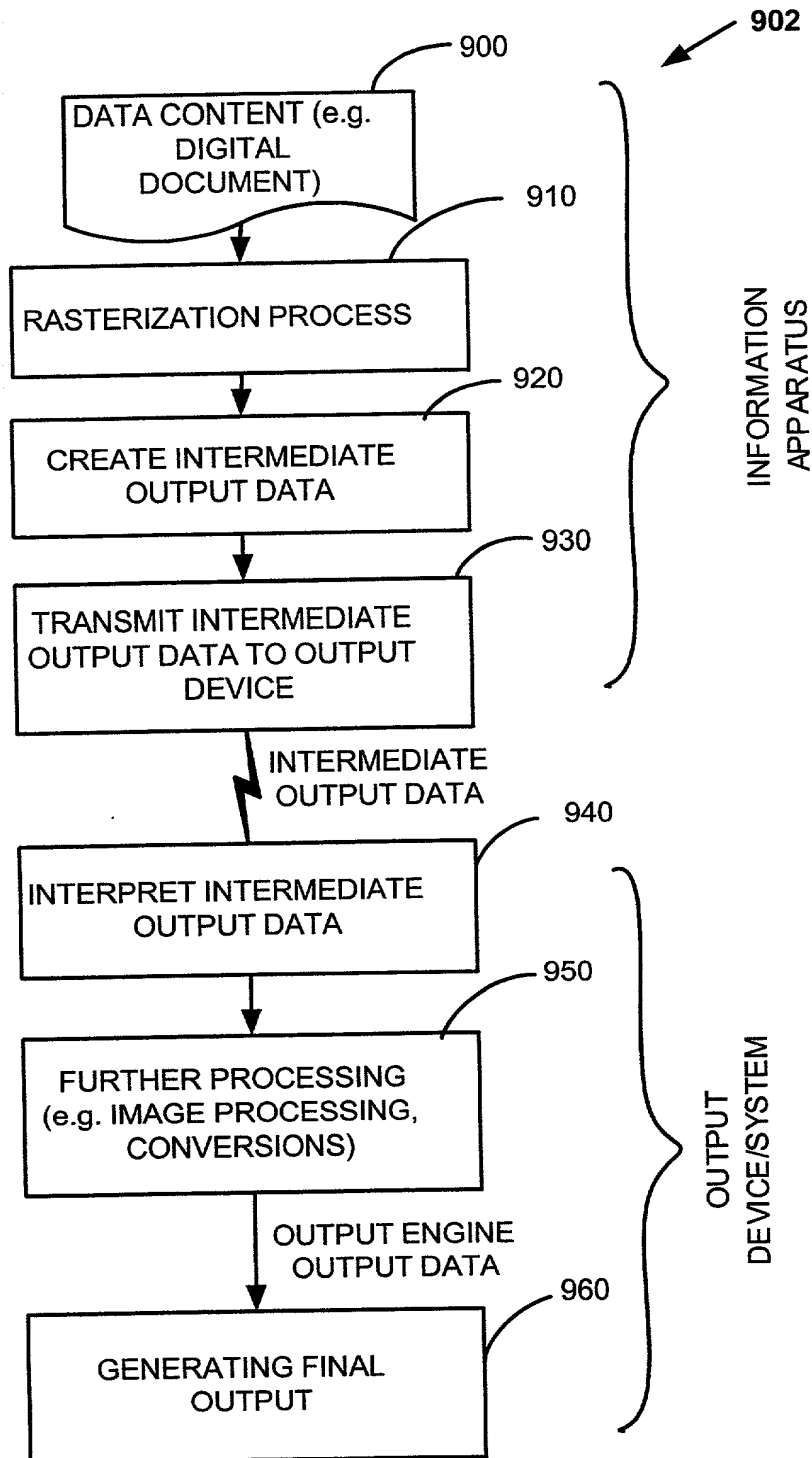 902
900
DATA CONTENT (e.g.
DIGITAL
DOCUMENT)
910
RASTERIZATION PROCESS
920
CREATE INTERMEDIATE
OUTPUT DATA
930
TRANSMIT INTERMEDIATE
OUTPUT DATA TO OUTPUT
DEVICE
INFORMATION
APPARATUS
INTERMEDIATE
OUTPUT DATA
940
INTERPRET INTERMEDIATE
OUTPUT DATA
950
FURTHER PROCESSING
(e.g. IMAGE PROCESSING,
CONVERSIONS)
OUTPUT
DEVICE/SYSTEM
OUTPUT ENGINE
OUTPUT DATA
960
GENERATING FINAL
OUTPUT